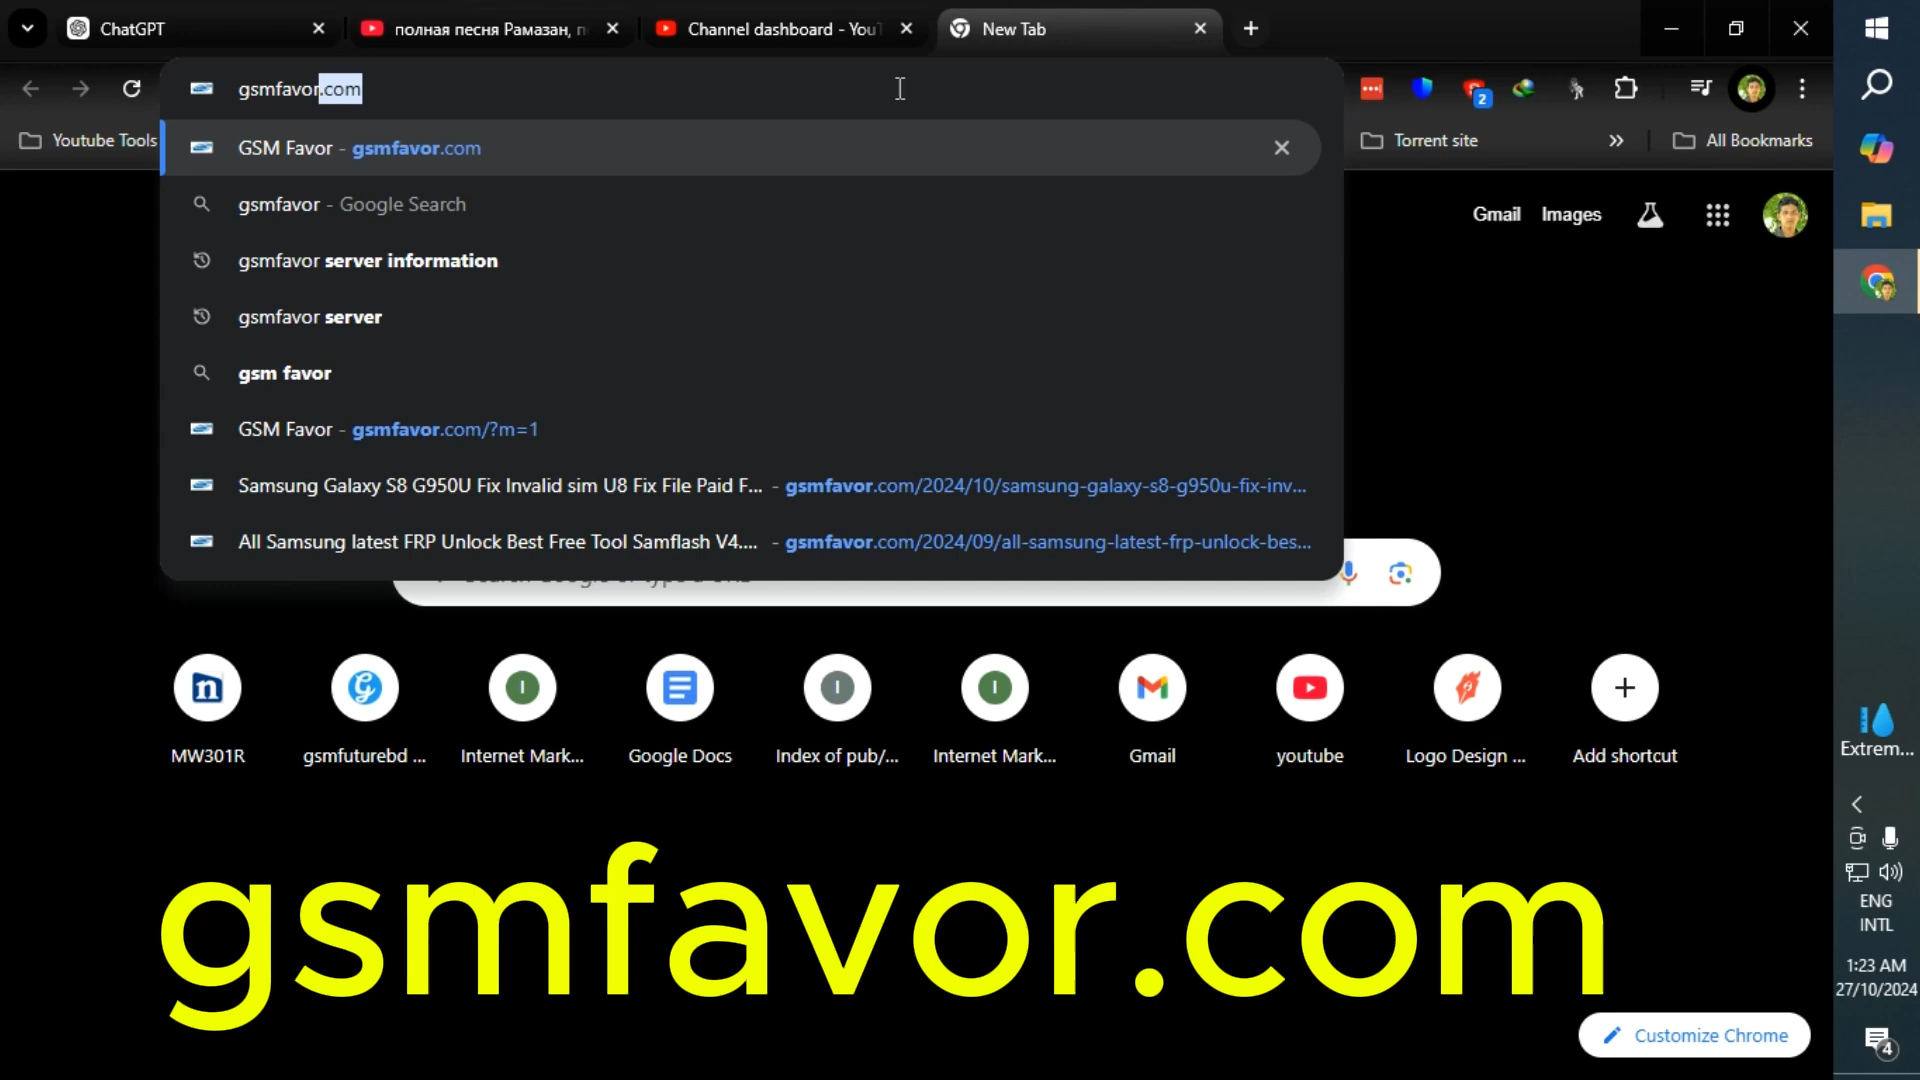 ChatGPT
полная песня Рамазан, п
Channel dashboard - YouT
New Tab
gsmfavor.com
2
Youtube Tools
Torrent site
All Bookmarks
GSM Favor - gsmfavor.com
gsmfavor - Google Search
gsmfavor server information
gsmfavor server
gsm favor
GSM Favor - gsmfavor.com/?m=1
Samsung Galaxy S8 G950U Fix Invalid sim U8 Fix File Paid F... - gsmfavor.com/2024/10/samsung-galaxy-s8-g950u-fix-inv...
All Samsung latest FRP Unlock Best Free Tool Samflash V4.... - gsmfavor.com/2024/09/all-samsung-latest-frp-unlock-bes...
Gmail
Images
MW301R
gsmfuturebd ...
Internet Mark...
Google Docs
Index of pub/...
Internet Mark...
Gmail
youtube
Logo Design ...
Add shortcut
gsmfavor.com
Customize Chrome
Extrem...
ENG
INTL
1:23 AM
27/10/2024
4